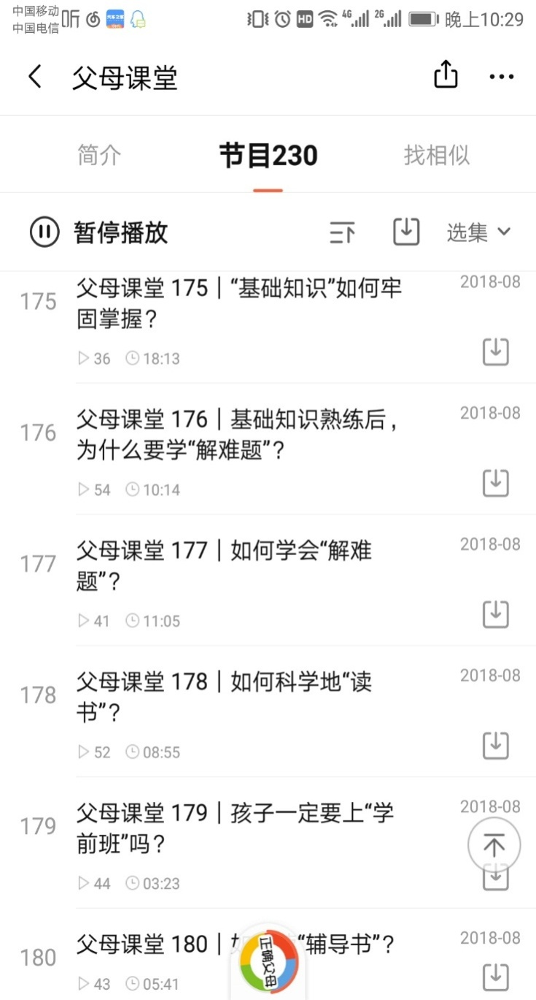 中国移动
中国电信
听
HD
4G
2G
晚上10:29
父母课堂
简介
节目230
找相似
暂停播放
选集
175
父母课堂 175｜“基础知识”如何牢
固掌握？
2018-08
36
18:13
176
父母课堂 176｜基础知识熟练后，
为什么要学“解难题”？
2018-08
54
10:14
177
父母课堂 177｜如何学会“解难
题”？
2018-08
41
11:05
178
父母课堂 178｜如何科学地“读
书”？
2018-08
52
08:55
179
父母课堂 179｜孩子一定要上“学
前班”吗？
2018-08
44
03:23
180
父母课堂 180｜
“辅导书”？
2018-08
43
05:41
正确父母